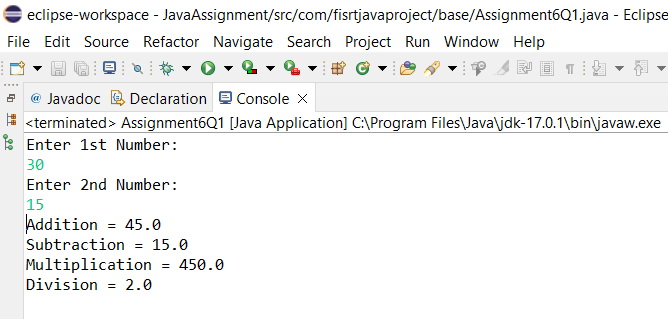 eclipse-workspace - JavaAssignment/src/com/fisrtjavaproject/base/Assignment6Q1.java - Eclipse
File Edit Source Refactor Navigate Search Project Run Window Help
@ Javadoc Declaration Console
<terminated> Assignment6Q1 [Java Application] C:\Program Files\Java\jdk-17.0.1\bin\javaw.exe
Enter 1st Number:
30
Enter 2nd Number:
15
Addition = 45.0
Subtraction = 15.0
Multiplication = 450.0
Division = 2.0